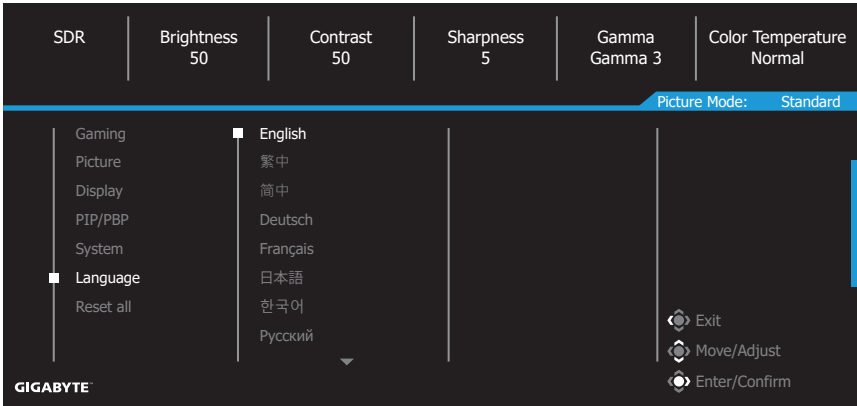 SDR
Brightness
50
Contrast
50
Sharpness
5
Gamma
Gamma 3
Color Temperature
Normal
Picture Mode: Standard
Gaming
Picture
Display
PIP/PBP
System
Language
Reset all
English
繁中
简中
Deutsch
Français
日本語
한국어
Русский
Exit
Move/Adjust
Enter/Confirm
GIGABYTE™